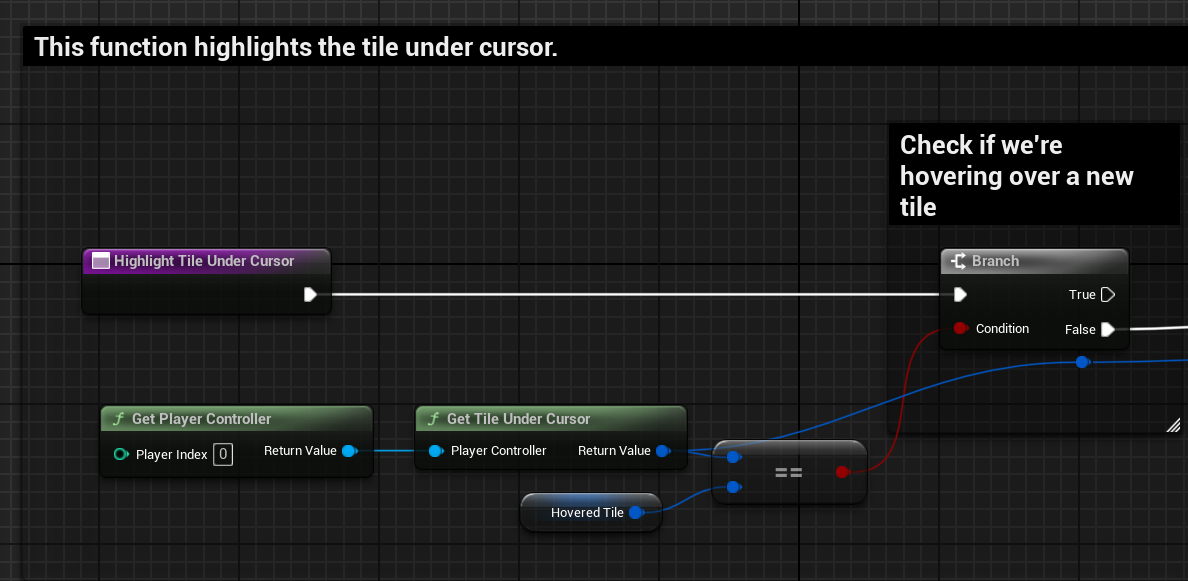 This function highlights the tile under cursor.
Check if we're
hovering over a new
tile
Highlight Tile Under Cursor
Branch
True
Condition
False
Get Player Controller
Player Index 0
Return Value
Get Tile Under Cursor
Player Controller
Return Value
==
Hovered Tile